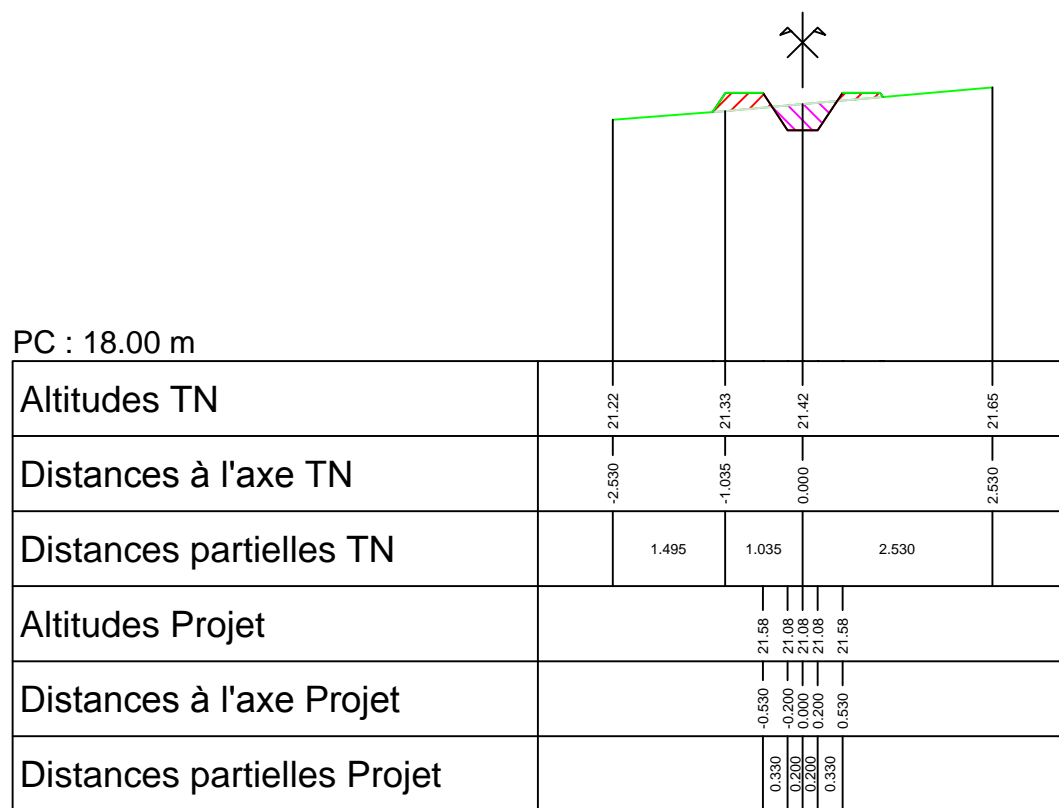 PC : 18.00 m
Altitudes TN 21.22 21.33 21.42 21.65
Distances à l'axe TN -2.530 -1.035 0.000 2.530
Distances partielles TN 1.495 1.035 2.530
Altitudes Projet 21.58 21.08 21.08 21.08 21.58
Distances à l'axe Projet -0.530 -0.200 0.000 0.200 0.530
Distances partielles Projet 0.330 0.200 0.200 0.330